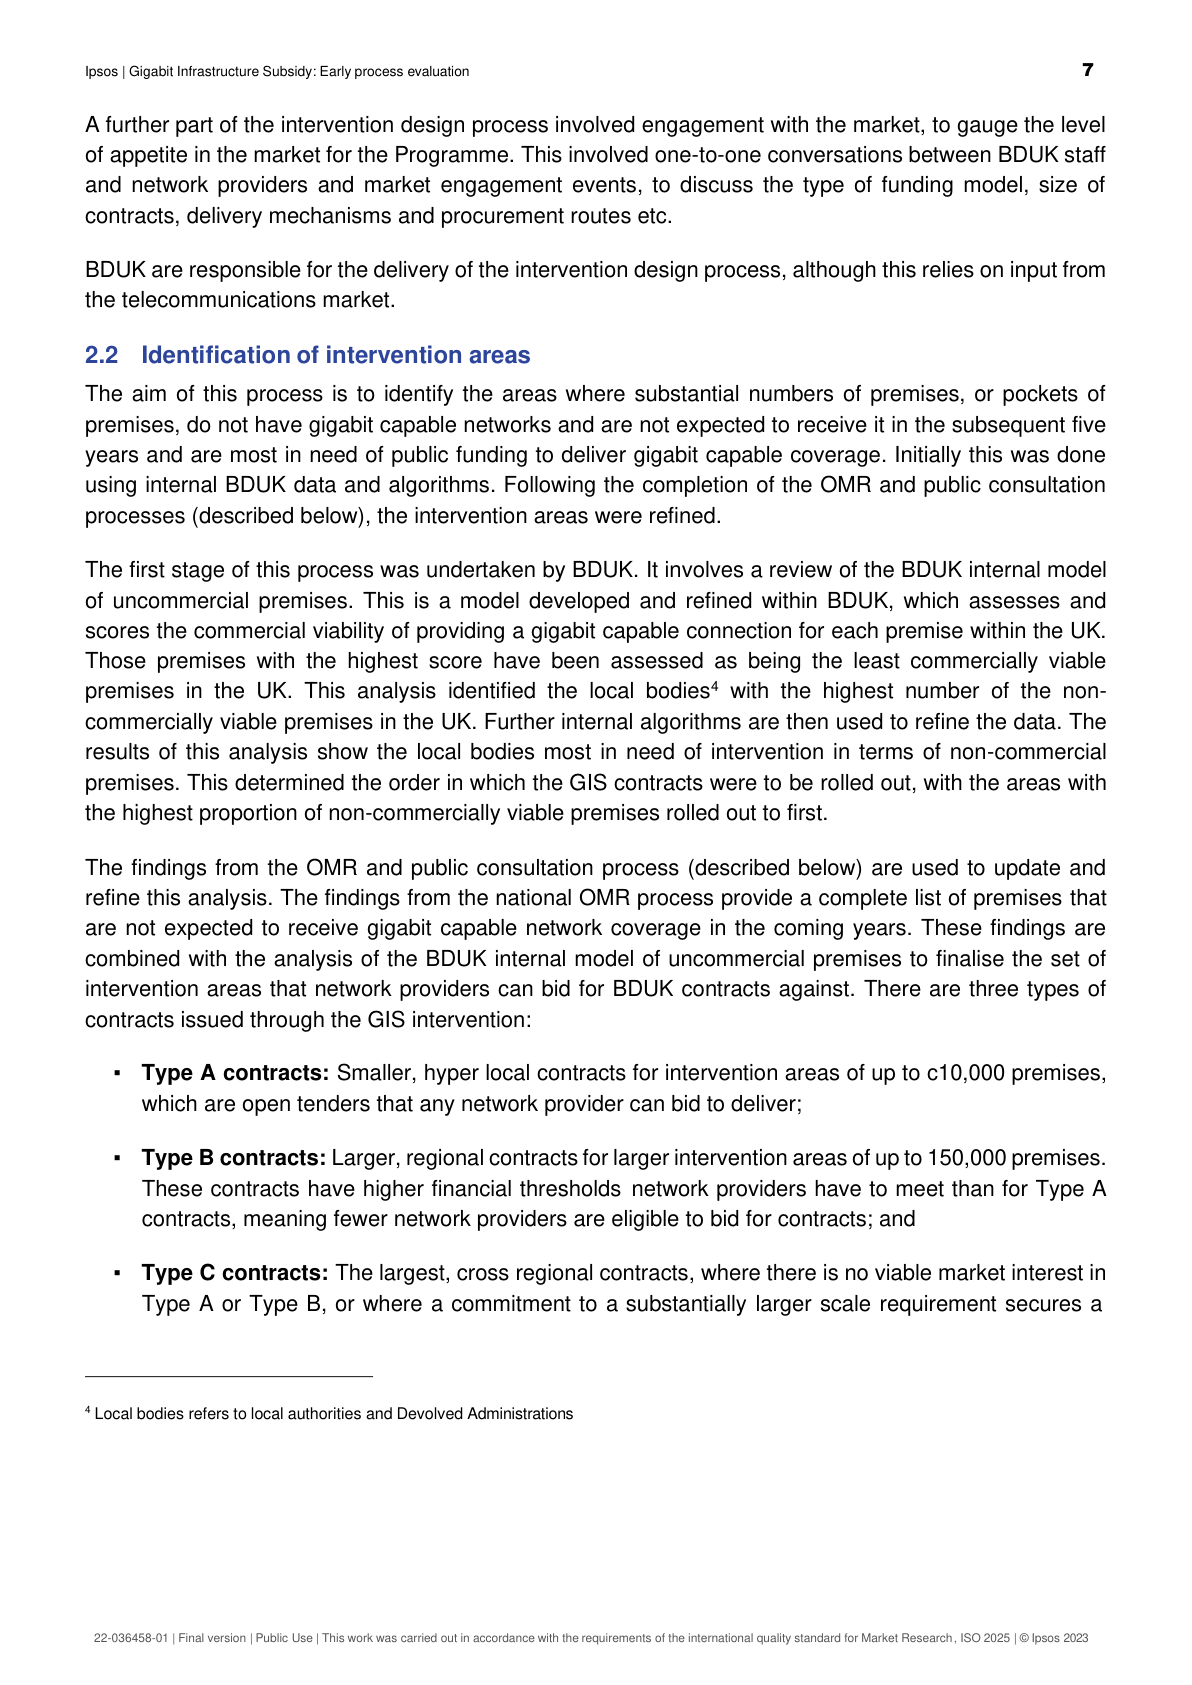 Ipsos | Gigabit Infrastructure Subsidy: Early process evaluation 7
A further part of the intervention design process involved engagement with the market, to gauge the level
of appetite in the market for the Programme. This involved one-to-one conversations between BDUK staff
and network providers and market engagement events, to discuss the type of funding model, size of
contracts, delivery mechanisms and procurement routes etc.
BDUK are responsible for the delivery of the intervention design process, although this relies on input from
the telecommunications market.
2.2 Identification of intervention areas
The aim of this process is to identify the areas where substantial numbers of premises, or pockets of
premises, do not have gigabit capable networks and are not expected to receive it in the subsequent five
years and are most in need of public funding to deliver gigabit capable coverage. Initially this was done
using internal BDUK data and algorithms. Following the completion of the OMR and public consultation
processes (described below), the intervention areas were refined.
The first stage of this process was undertaken by BDUK. It involves a review of the BDUK internal model
of uncommercial premises. This is a model developed and refined within BDUK, which assesses and
scores the commercial viability of providing a gigabit capable connection for each premise within the UK.
Those premises with the highest score have been assessed as being the least commercially viable
premises in the UK. This analysis identified the local bodies⁴ with the highest number of the non-
commercially viable premises in the UK. Further internal algorithms are then used to refine the data. The
results of this analysis show the local bodies most in need of intervention in terms of non-commercial
premises. This determined the order in which the GIS contracts were to be rolled out, with the areas with
the highest proportion of non-commercially viable premises rolled out to first.
The findings from the OMR and public consultation process (described below) are used to update and
refine this analysis. The findings from the national OMR process provide a complete list of premises that
are not expected to receive gigabit capable network coverage in the coming years. These findings are
combined with the analysis of the BDUK internal model of uncommercial premises to finalise the set of
intervention areas that network providers can bid for BDUK contracts against. There are three types of
contracts issued through the GIS intervention:
▪ Type A contracts: Smaller, hyper local contracts for intervention areas of up to c10,000 premises,
which are open tenders that any network provider can bid to deliver;
▪ Type B contracts: Larger, regional contracts for larger intervention areas of up to 150,000 premises.
These contracts have higher financial thresholds network providers have to meet than for Type A
contracts, meaning fewer network providers are eligible to bid for contracts; and
▪ Type C contracts: The largest, cross regional contracts, where there is no viable market interest in
Type A or Type B, or where a commitment to a substantially larger scale requirement secures a
⁴ Local bodies refers to local authorities and Devolved Administrations
22-036458-01 | Final version | Public Use | This work was carried out in accordance with the requirements of the international quality standard for Market Research, ISO 2025 | © Ipsos 2023